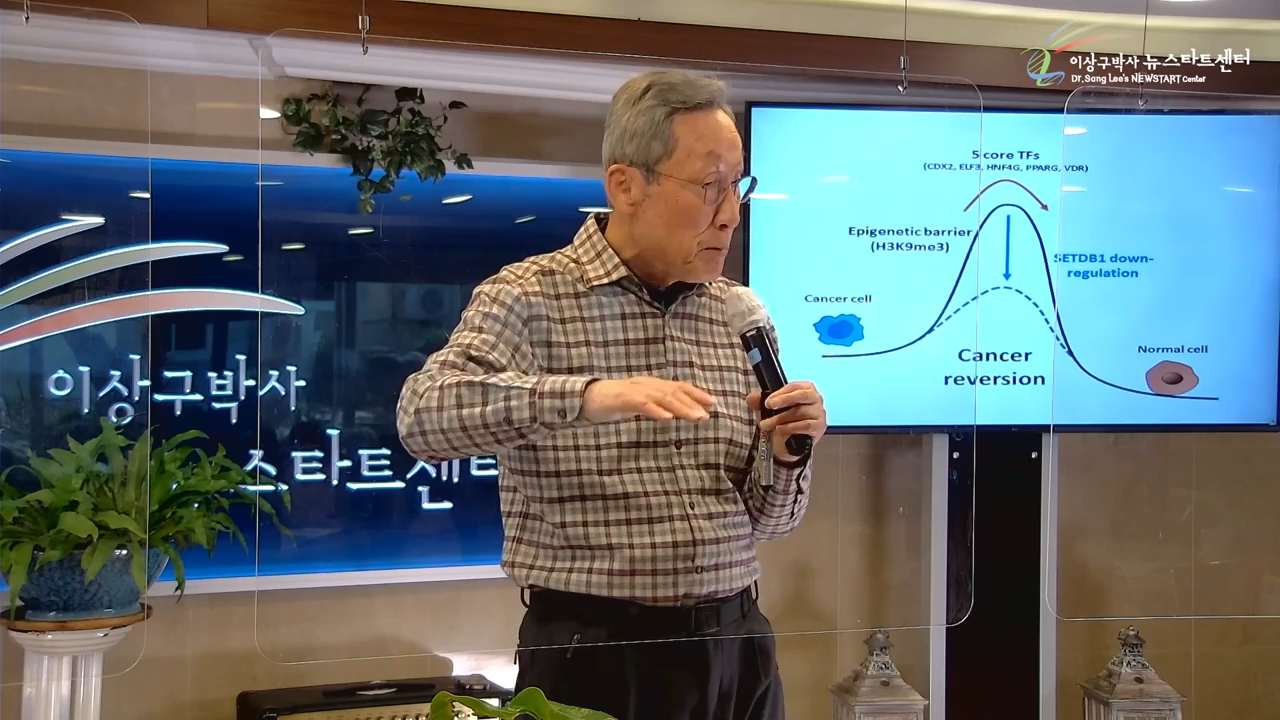 이상구박사 뉴스타트센터
Dr. Sang Lee's NEWSTART Center
5 core TFs
(CDX2, ELF3, HNF4G, PPARG, VDR)
Epigenetic barrier
(H3K9me3)
SETDB1 down-
regulation
Cancer cell
Normal cell
Cancer
reversion
이상구박사
스타트센터